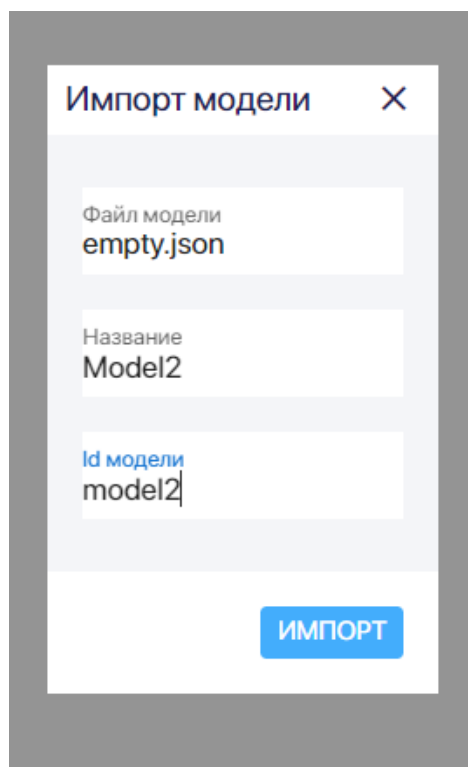 Импорт модели
Файл модели
empty.json
Название
Model2
Id модели
model2
ИМПОРТ